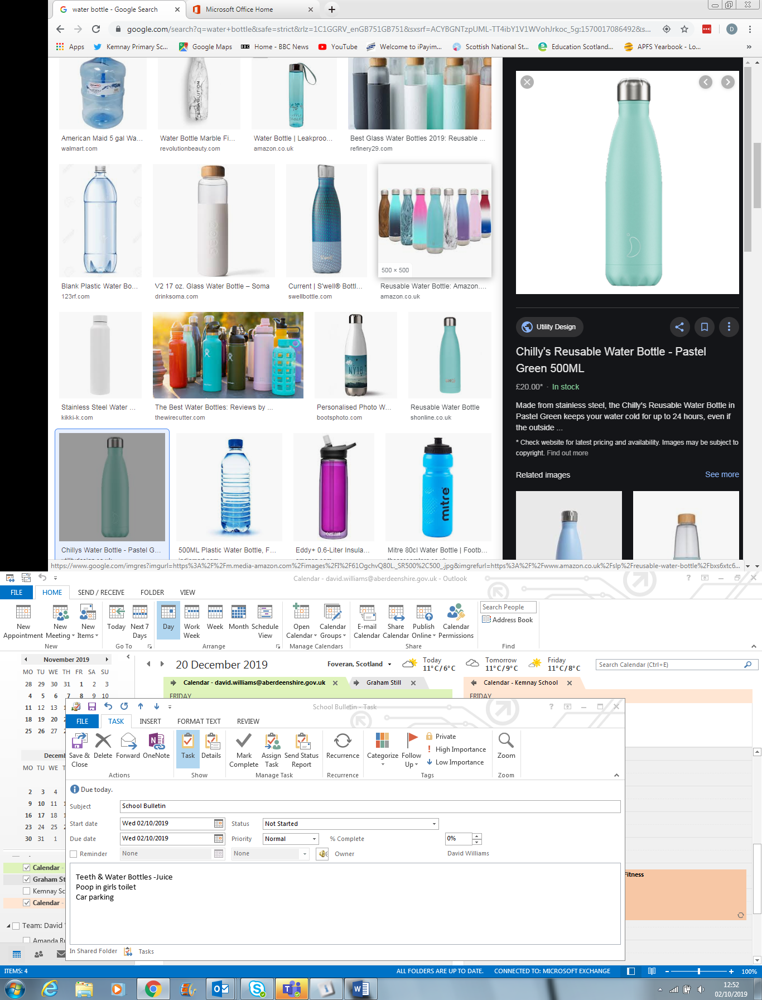 water bottle - Google Search
Microsoft Office Home
google.com/search?q=water+bottle&safe=strict&rlz=1C1GGRV_enGB751GB751&sxsrf=ACYBGNTzpUML-TT4ibY1V1WVohJrkoc_5g:1570017086492&s...
D
Apps
Kemnay Primary Sc...
Google Maps
BBC
Home - BBC News
YouTube
Welcome to iPayim...
Scottish National St...
Education Scotland...
APFS Yearbook - Lo...
REVOLUTION
American Maid 5 gal Wa...
walmart.com
Water Bottle Marble Fi...
revolutionbeauty.com
Water Bottle | Leakproo...
amazon.co.uk
Best Glass Water Bottles 2019: Reusable ...
refinery29.com
S'well
500 × 500
Blank Plastic Water Bo...
123rf.com
V2 17 oz. Glass Water Bottle – Soma
drinksoma.com
Current | S'well® Bottl...
swellbottle.com
Reusable Water Bottle: Amazon....
amazon.co.uk
NY18
Stainless Steel Water ...
kikki-k.com
The Best Water Bottles: Reviews by ...
thewirecutter.com
Personalised Photo W...
bootsphoto.com
Reusable Water Bottle
shonline.co.uk
mitre
Chillys Water Bottle - Pastel G...
utilitydesign.co.uk
500ML Plastic Water Bottle, F...
indiamart.com
Eddy+ 0.6-Liter Insula...
amazon.com
Mitre 80cl Water Bottle | Footb...
Utility Design
Chilly's Reusable Water Bottle - Pastel
Green 500ML
£20.00* · In stock
Made from stainless steel, the Chilly's Reusable Water Bottle in
Pastel Green keeps your water cold for up to 24 hours, even if
the outside ...
* Check website for latest pricing and availability. Images may be subject to
copyright. Find out more
Related images
See more
https://www.google.com/imgres?imgurl=https%3A%2F%2Fm.media-amazon.com%2Fimages%2FI%2F61OgchvQ80L._SR500%2C500_.jpg&imgrefurl=https%3A%2F%2Fwww.amazon.co.uk%2Fslp%2Freusable-water-bottle%2Fbxs6xtc6...
Calendar - david.williams@aberdeenshire.gov.uk - Outlook
FILE HOME SEND / RECEIVE FOLDER VIEW
New Appointment
New Meeting
New Items
Today
Next 7 Days
Day
Work Week
Week
Month
Schedule View
Open Calendar
Calendar Groups
E-mail Calendar
Share Calendar
Publish Online
Calendar Permissions
Search People
Address Book
New Go To Arrange Manage Calendars Share Find
November 2019
MO TU WE TH FR SA SU
28 29 30 31 1 2 3
4 5 6 7 8 9 10
11 12 13
18 19 20
25 26 27
Decemb
MO TU WE
2 3 4
9 10 11
16 17 18
23 24 25
30 31 1
20 December 2019
Foveran, Scotland
Today
11°C/6°C
Tomorrow
11°C/9°C
Friday
11°C/8°C
Search Calendar (Ctrl+E)
Calendar - david.williams@aberdeenshire.gov.uk
Graham Still
Calendar - Kemnay School
FRIDAY
FRIDAY
School Bulletin - Task
FILE TASK INSERT FORMAT TEXT REVIEW
Save & Close
Delete
Forward
OneNote
Task
Details
Mark Complete
Assign Task
Send Status Report
Recurrence
Categorize
Follow Up
Private
High Importance
Low Importance
Zoom
Actions Show Manage Task Recurrence Tags Zoom
Due today.
Subject School Bulletin
Start date Wed 02/10/2019 Status Not Started
Due date Wed 02/10/2019 Priority Normal % Complete 0%
Reminder None None Owner David Williams
Teeth & Water Bottles -Juice
Poop in girls toilet
Car parking
In Shared Folder Tasks
Calendar -
Graham St
Kemnay Sc
Calendar -
Team: David
Amanda Ru
Fitness
ITEMS: 4
ALL FOLDERS ARE UP TO DATE.
CONNECTED TO: MICROSOFT EXCHANGE
100%
12:52
02/10/2019